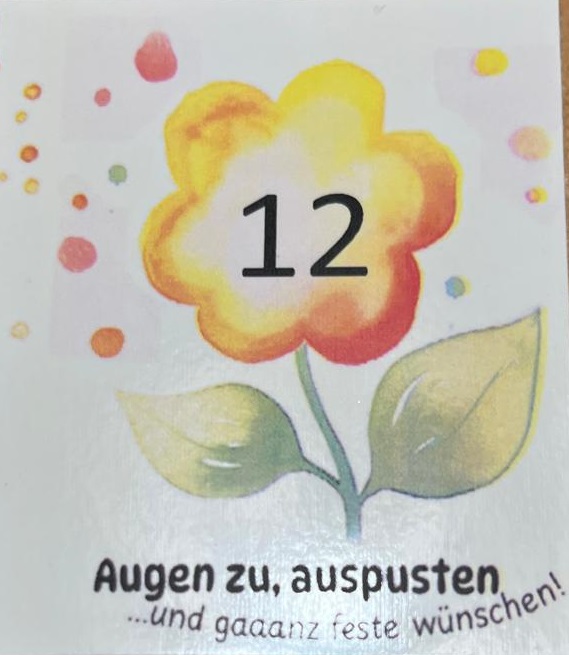 12
Augen zu, auspusten
...und gaaanz feste wünschen!